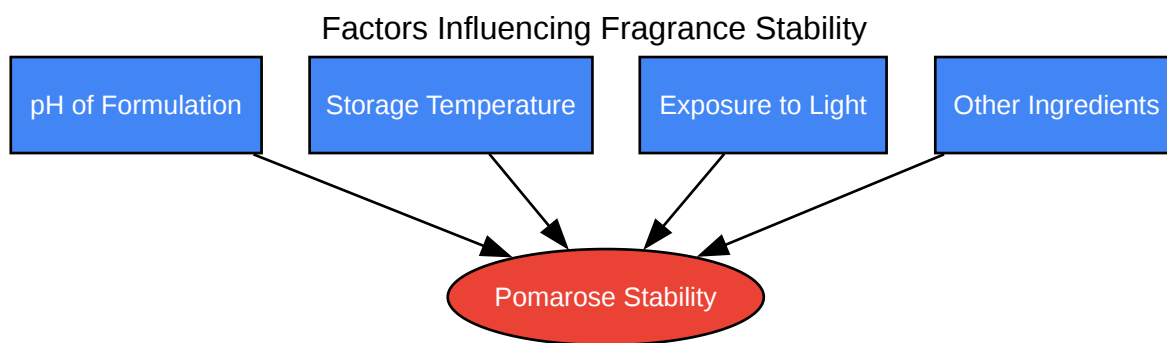 Factors Influencing Fragrance Stability
pH of Formulation
Storage Temperature
Exposure to Light
Other Ingredients
Pomarose Stability